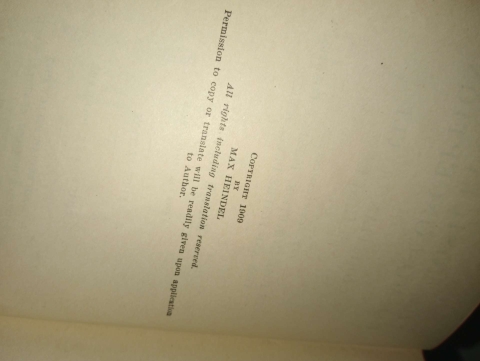 COPYRIGHT 1909
BY
MAX HEINDEL
All rights including translation reserved.
Permission to copy or translate will be readily given upon application
to Author.